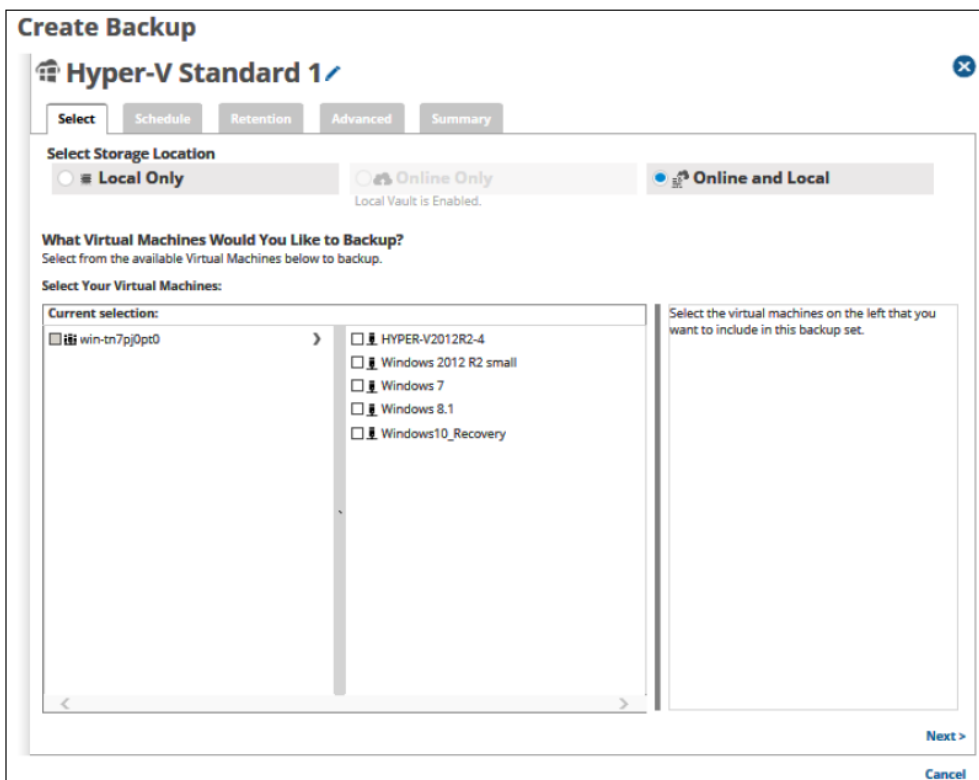 Create Backup
Hyper-V Standard 1
Select
Schedule
Retention
Advanced
Summary
Select Storage Location
Local Only
Online Only
Online and Local
Local Vault is Enabled.
What Virtual Machines Would You Like to Backup?
Select from the available Virtual Machines below to backup.
Select Your Virtual Machines:
Current selection:
win-tn7pj0pt0
HYPER-V2012R2-4
Windows 2012 R2 small
Windows 7
Windows 8.1
Windows10_Recovery
Select the virtual machines on the left that you
want to include in this backup set.
Next >
Cancel